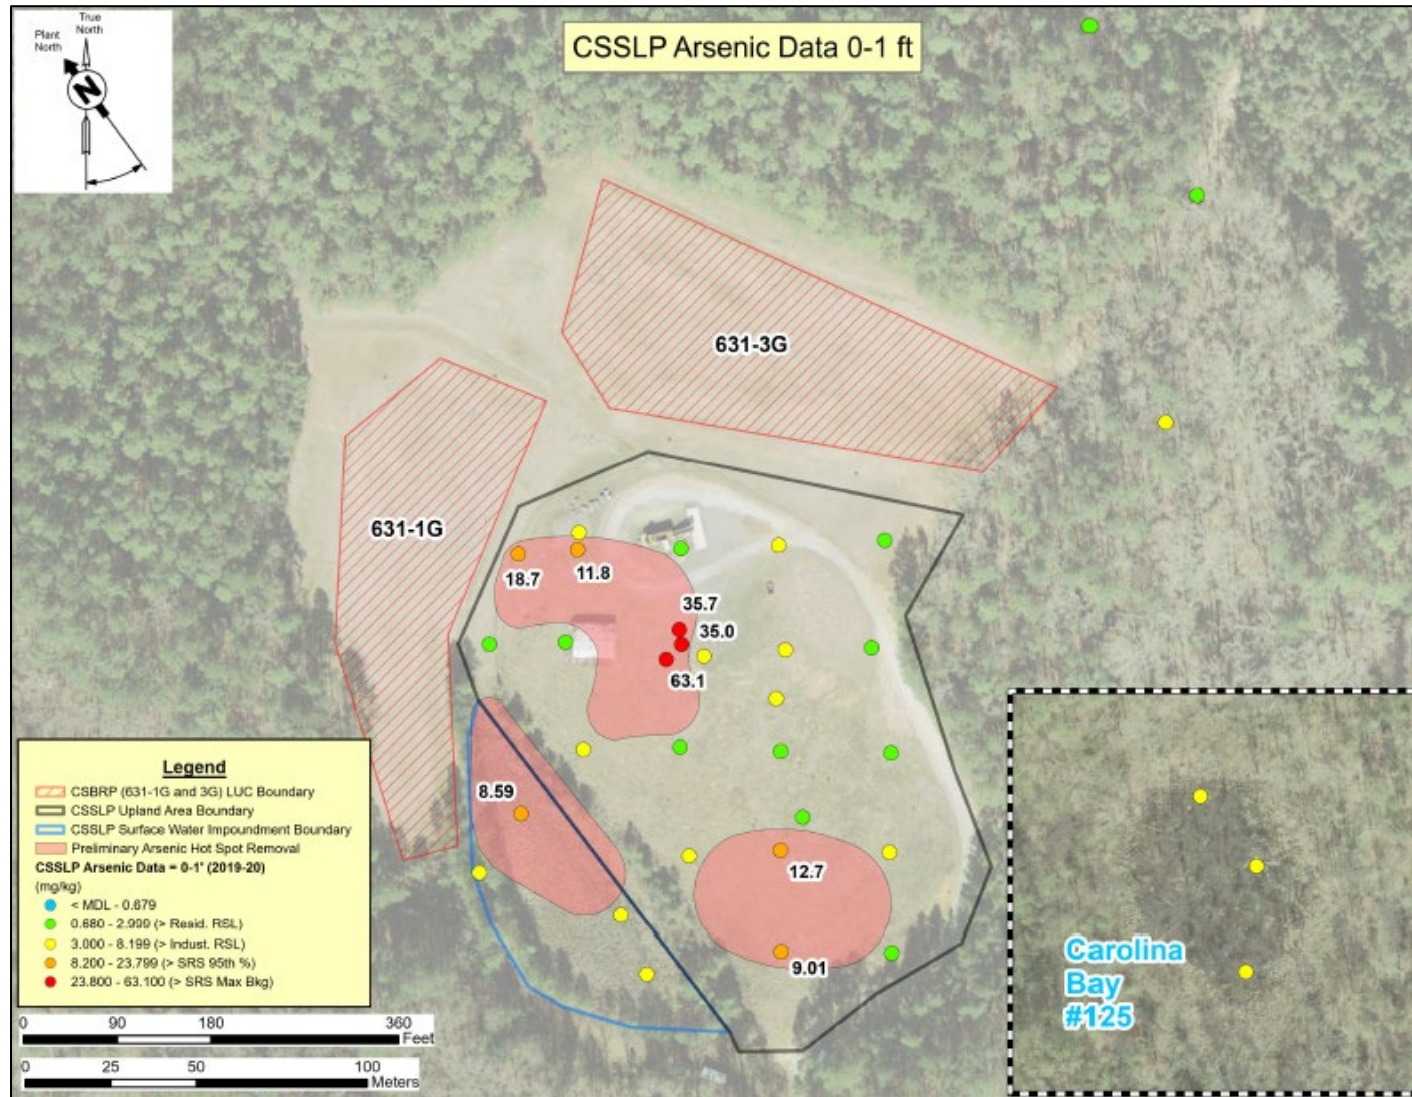 CSSLP Arsenic Data 0-1 ft
True
North
Plant
North
N
631-3G
631-1G
18.7
11.8
35.7
35.0
63.1
8.59
12.7
9.01
Carolina
Bay
#125
Legend
CSBRP (631-1G and 3G) LUC Boundary
CSSLP Upland Area Boundary
CSSLP Surface Water Impoundment Boundary
Preliminary Arsenic Hot Spot Removal
CSSLP Arsenic Data = 0-1' (2019-20)
(mg/kg)
< MDL - 0.679
0.680 - 2.999 (> Resid. RSL)
3.000 - 8.199 (> Indust. RSL)
8.200 - 23.799 (> SRS 95th %)
23.800 - 63.100 (> SRS Max Bkg)
0 90 180 360
Feet
0 25 50 100
Meters